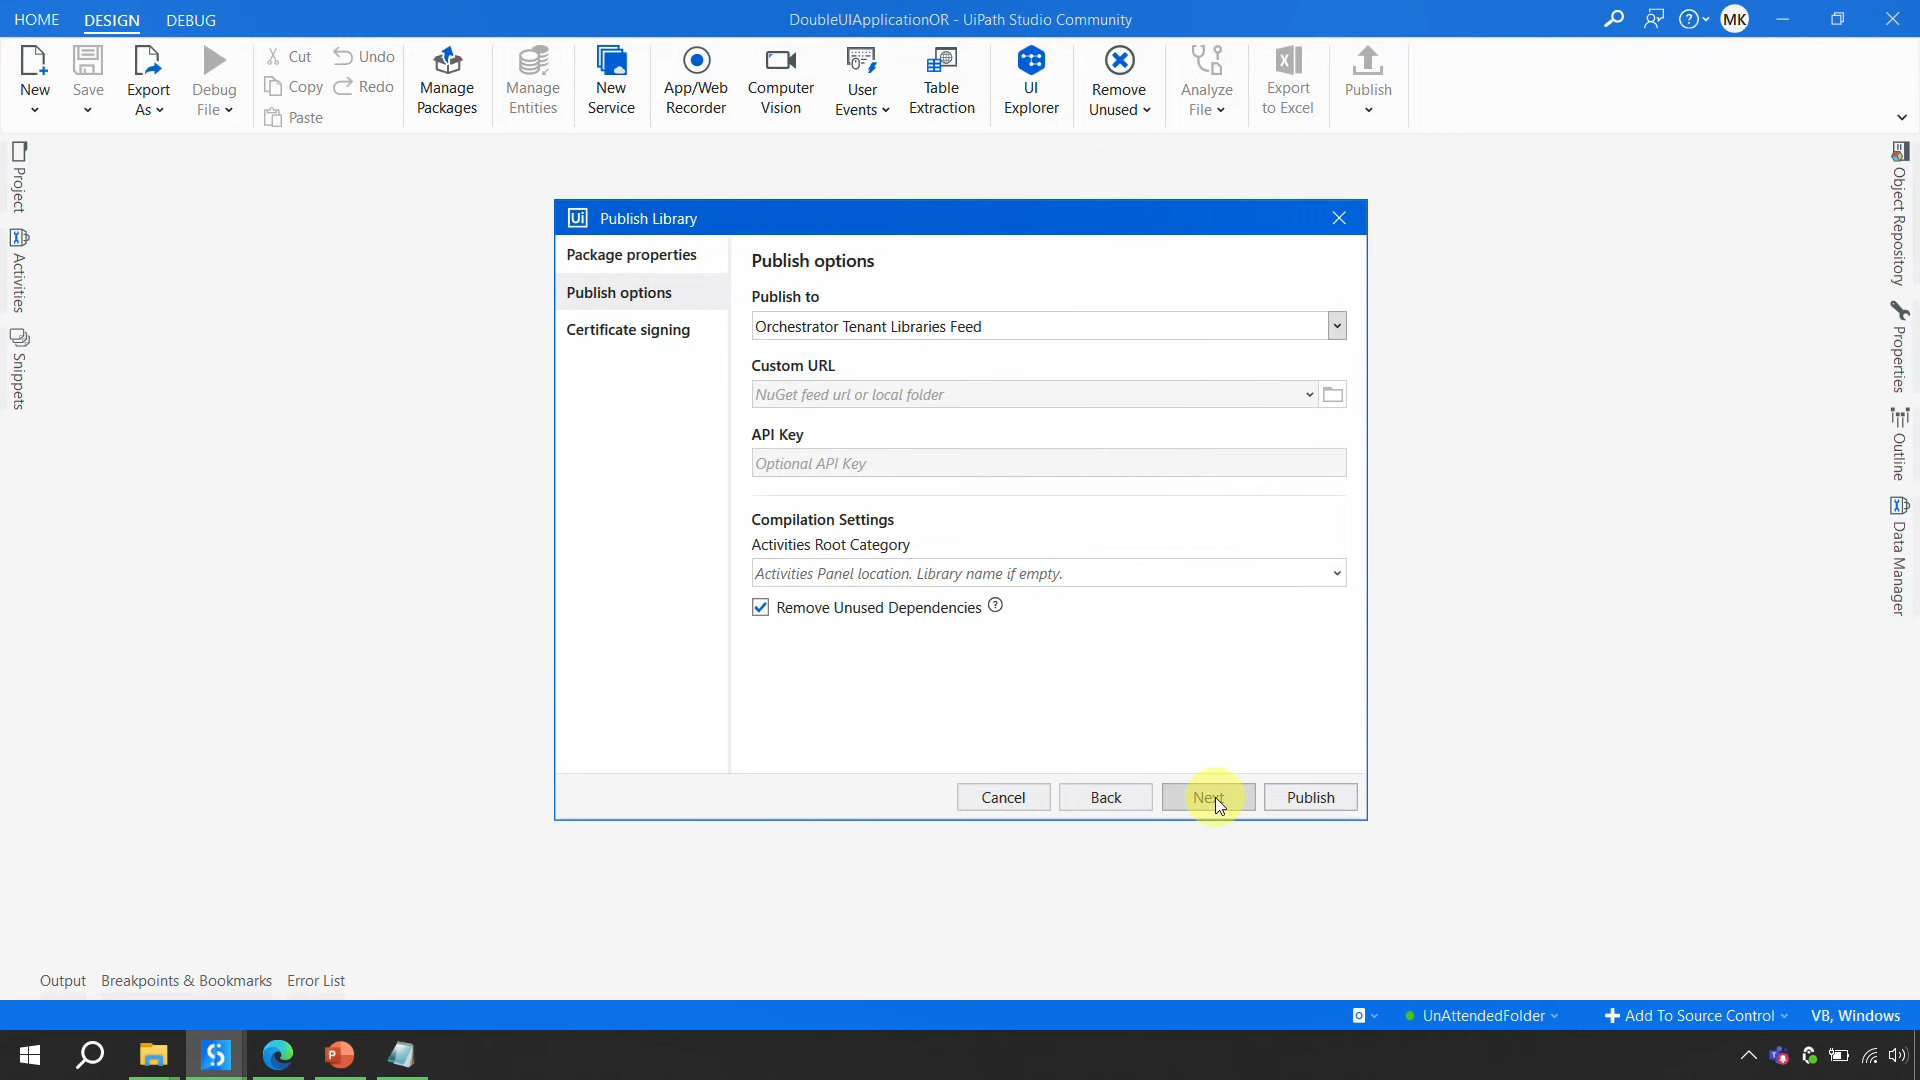 HOME DESIGN DEBUG
DoubleUIApplicationOR - UiPath Studio Community
MK
New
Save
Export As
Debug File
Cut
Copy
Paste
Undo
Redo
Manage Packages
Manage Entities
New Service
App/Web Recorder
Computer Vision
User Events
Table Extraction
UI Explorer
Remove Unused
Analyze File
Export to Excel
Publish
Project
Activities
Snippets
Ui Publish Library
Package properties
Publish options
Certificate signing
Publish options
Publish to
Orchestrator Tenant Libraries Feed
Custom URL
NuGet feed url or local folder
API Key
Optional API Key
Compilation Settings
Activities Root Category
Activities Panel location. Library name if empty.
Remove Unused Dependencies
Cancel Back Next Publish
Object Repository
Properties
Outline
Data Manager
Output Breakpoints & Bookmarks Error List
UnAttendedFolder Add To Source Control VB, Windows